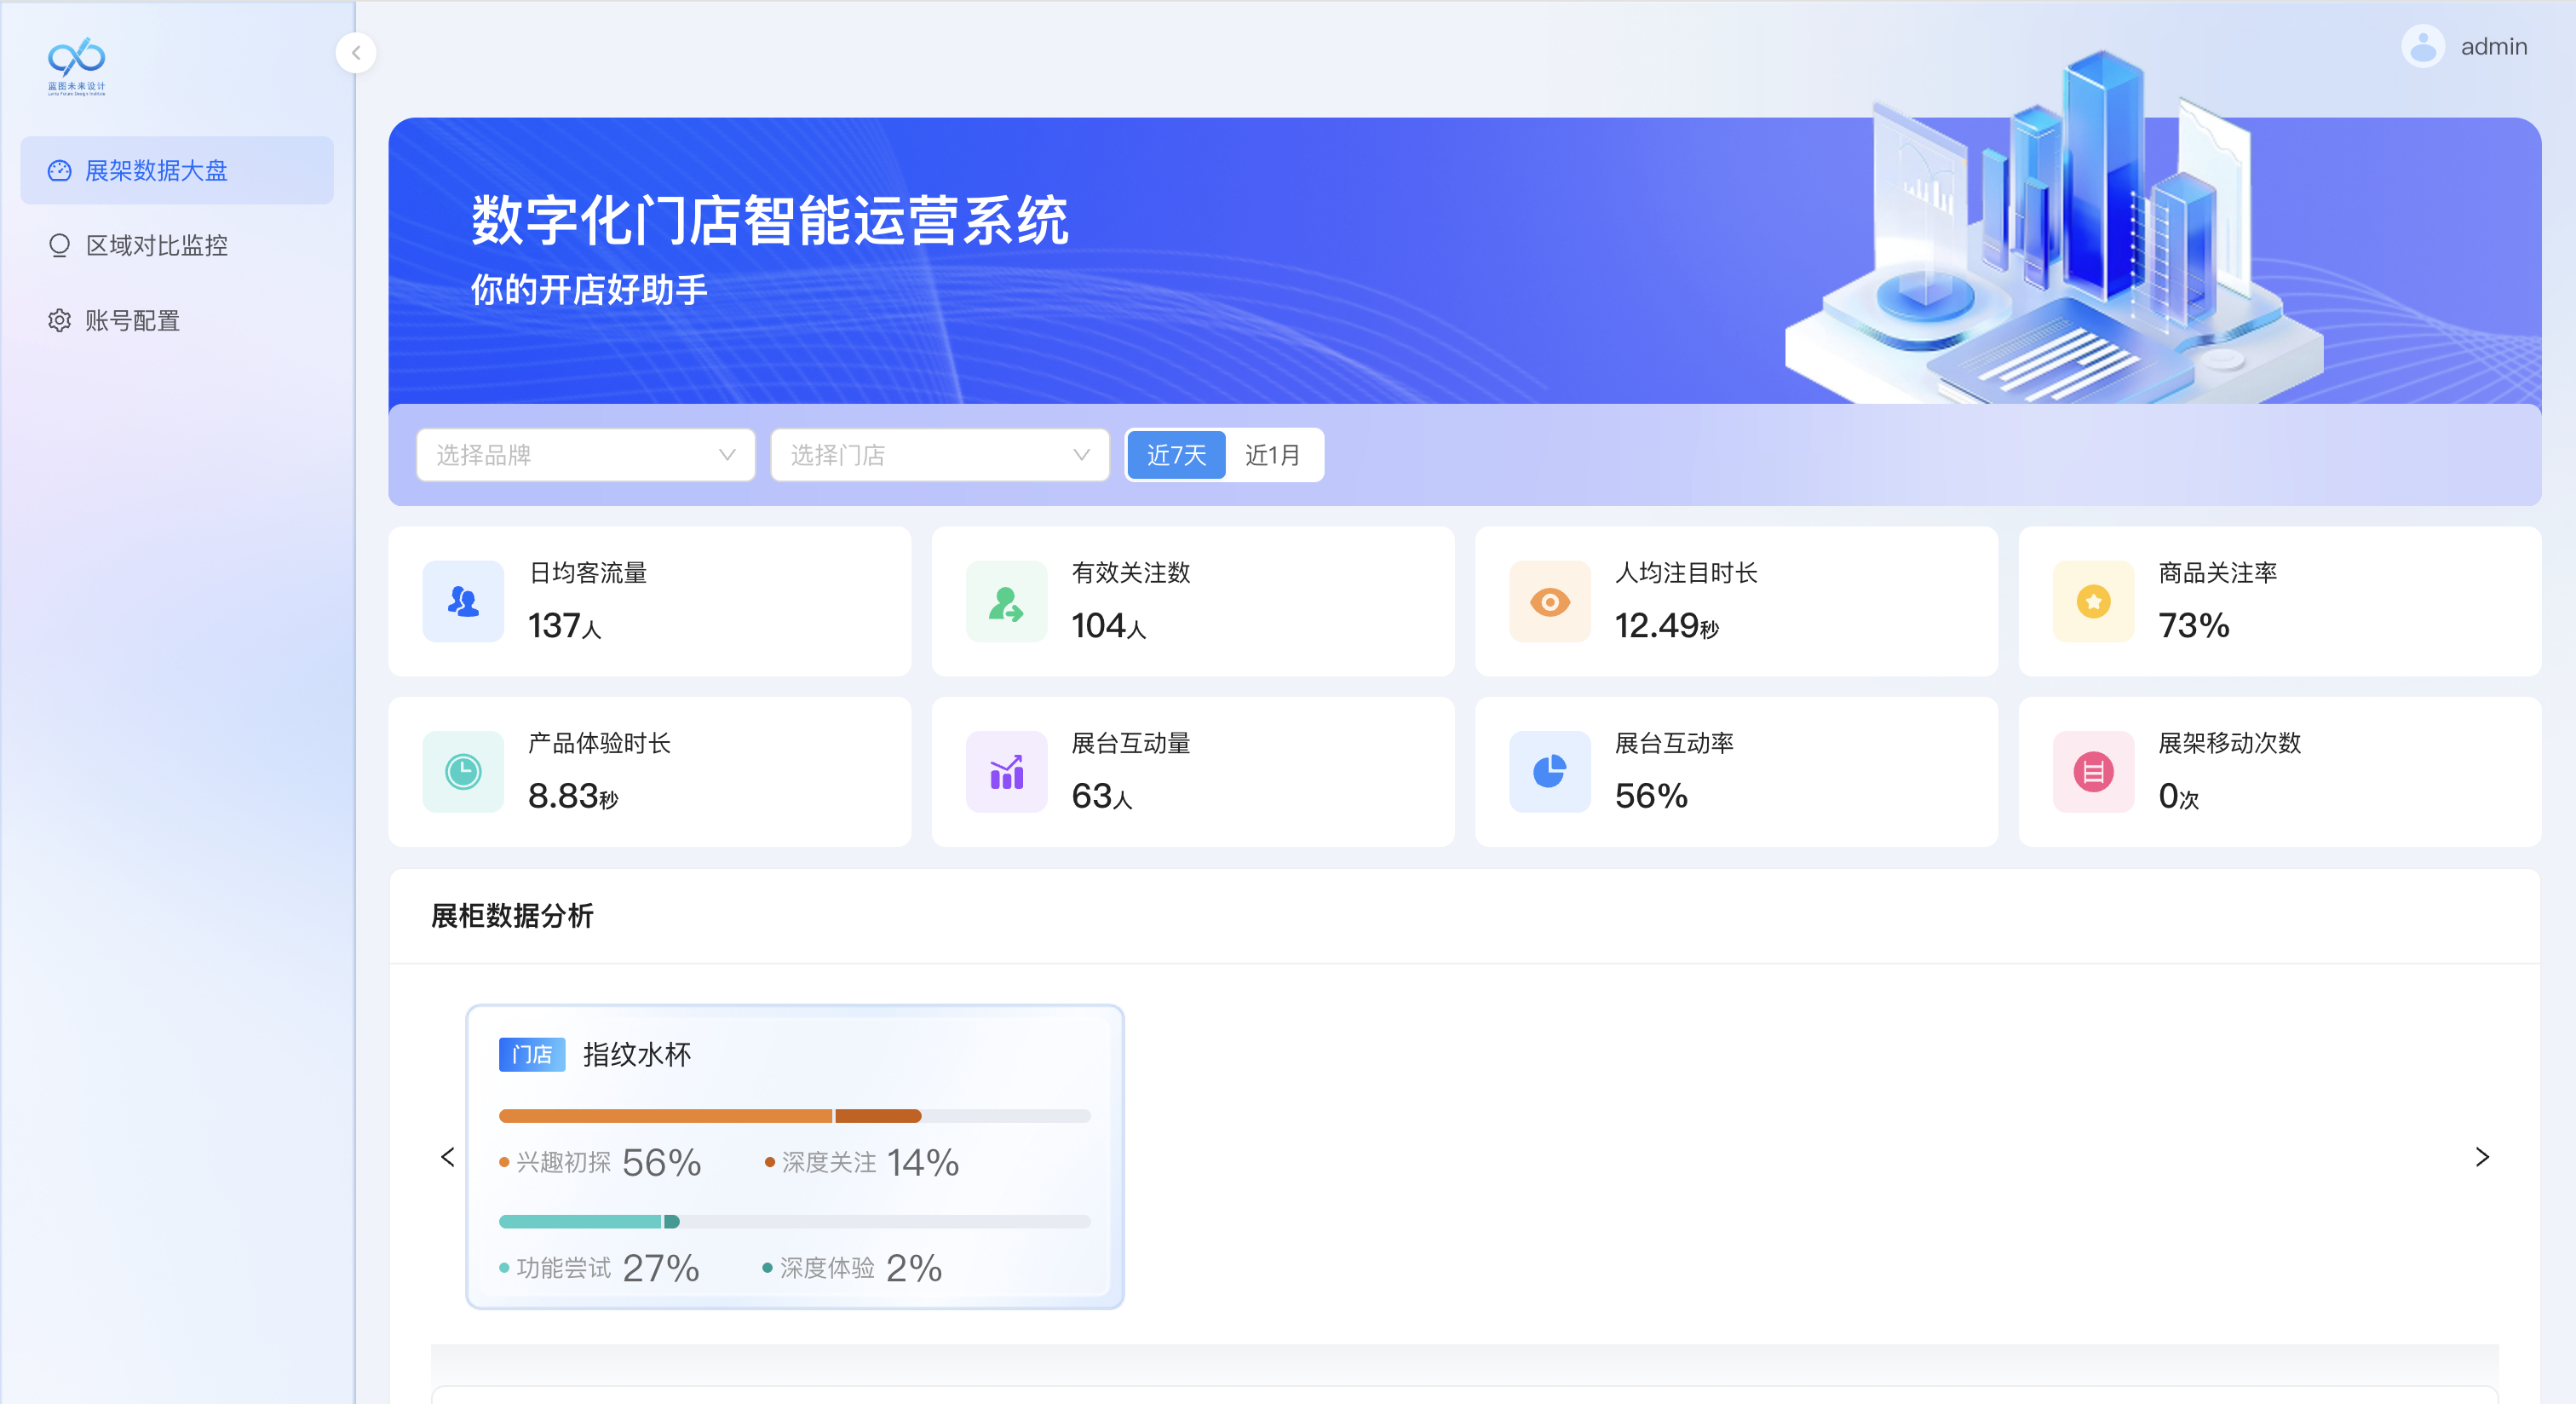 蓝图未来设计
admin
展架数据大盘
区域对比监控
账号配置
数字化门店智能运营系统
你的开店好助手
选择品牌
选择门店
近7天
近1月
日均客流量
137人
有效关注数
104人
人均注目时长
12.49秒
商品关注率
73%
产品体验时长
8.83秒
展台互动量
63人
展台互动率
56%
展架移动次数
0次
展柜数据分析
门店 指纹水杯
兴趣初探 56% 深度关注 14%
功能尝试 27% 深度体验 2%